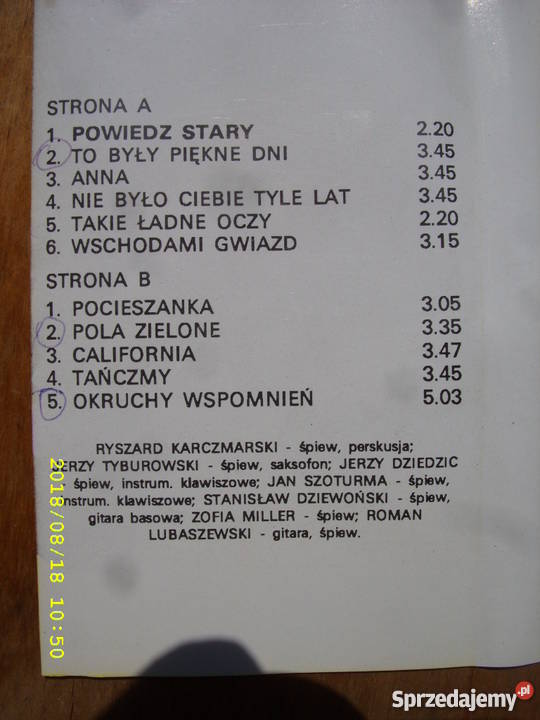 STRONA A
1. POWIEDZ STARY 2.20
2. TO BYŁY PIĘKNE DNI 3.45
3. ANNA 3.45
4. NIE BYŁO CIEBIE TYLE LAT 3.45
5. TAKIE ŁADNE OCZY 2.20
6. WSCHODAMI GWIAZD 3.15
STRONA B
1. POCIESZANKA 3.05
2. POLA ZIELONE 3.35
3. CALIFORNIA 3.47
4. TAŃCZMY 3.45
5. OKRUCHY WSPOMNIEŃ 5.03
RYSZARD KARCZMARSKI - śpiew, perskusja;
JERZY TYBUROWSKI - śpiew, saksofon; JERZY DZIEDZIC
śpiew, instrum. klawiszowe; JAN SZOTURMA - śpiew,
instrum. klawiszowe; STANISŁAW DZIEWOŃSKI - śpiew,
gitara basowa; ZOFIA MILLER - śpiew; ROMAN
LUBASZEWSKI - gitara, śpiew.
2018/08/18 10:50
Sprzedajemy.pl